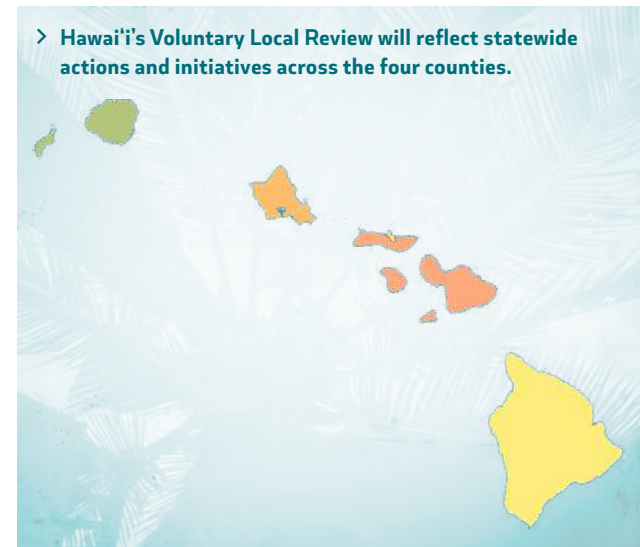 > Hawai‘i’s Voluntary Local Review will reflect statewide
actions and initiatives across the four counties.